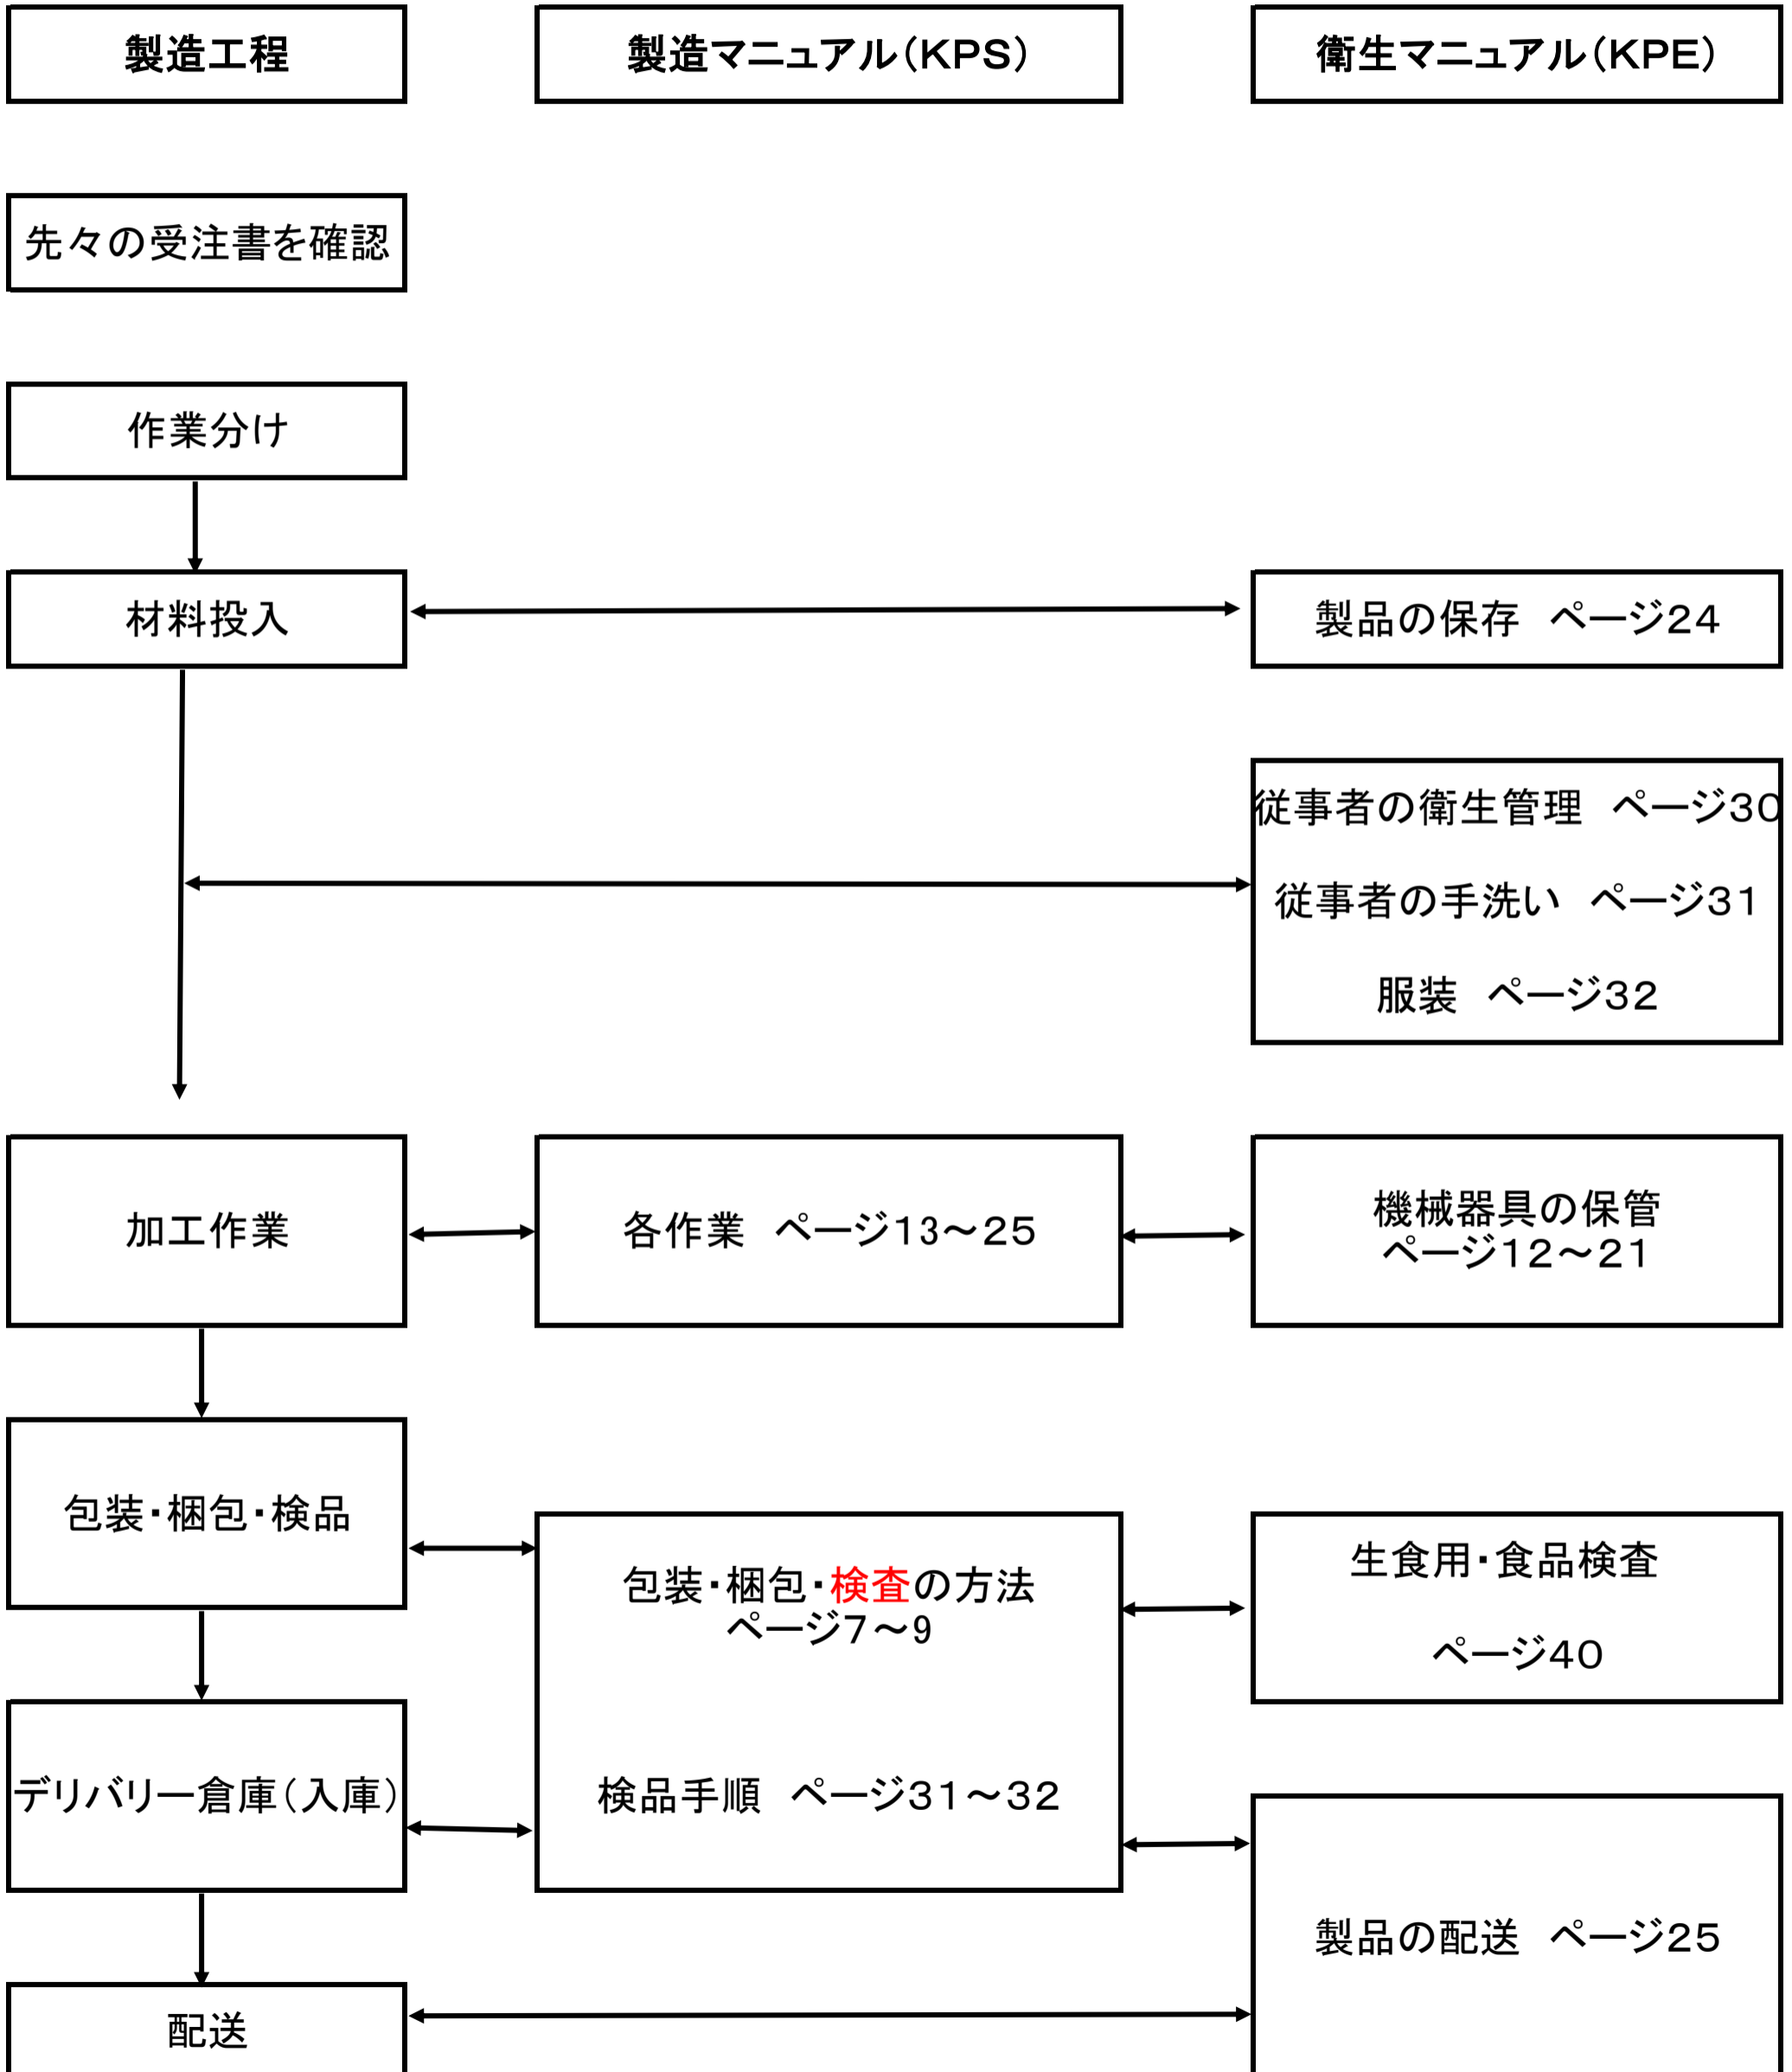 製造工程
製造マニュアル(KPS)
衛生マニュアル(KPE)
先々の受注書を確認
作業分け
材料投入
製品の保存　ページ24
従事者の衛生管理　ページ30
従事者の手洗い　ページ31
服装　ページ32
加工作業
各作業　ページ13～25
機械器具の保管
ページ12～21
包装・梱包・検品
包装・梱包・検査の方法
ページ7～9
検品手順　ページ31～32
生食用・食品検査
ページ40
デリバリー倉庫(入庫)
製品の配送　ページ25
配送